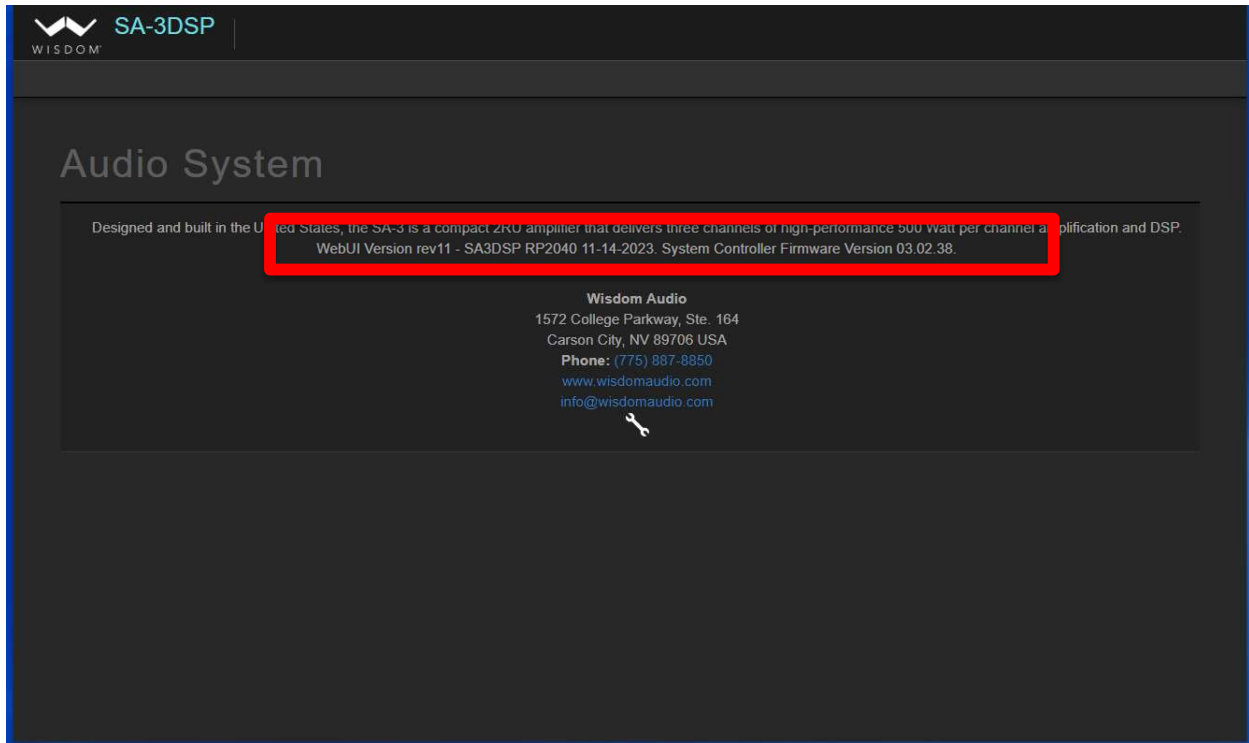 SA-3DSP
WISDOM
Audio System
Designed and built in the United States, the SA-3 is a compact 2RU amplifier that delivers three channels of high-performance 500 Watt per channel amplification and DSP.
WebUI Version rev11 - SA3DSP RP2040 11-14-2023. System Controller Firmware Version 03.02.38.
Wisdom Audio
1572 College Parkway, Ste. 164
Carson City, NV 89706 USA
Phone: (775) 887-8850
www.wisdomaudio.com
info@wisdomaudio.com